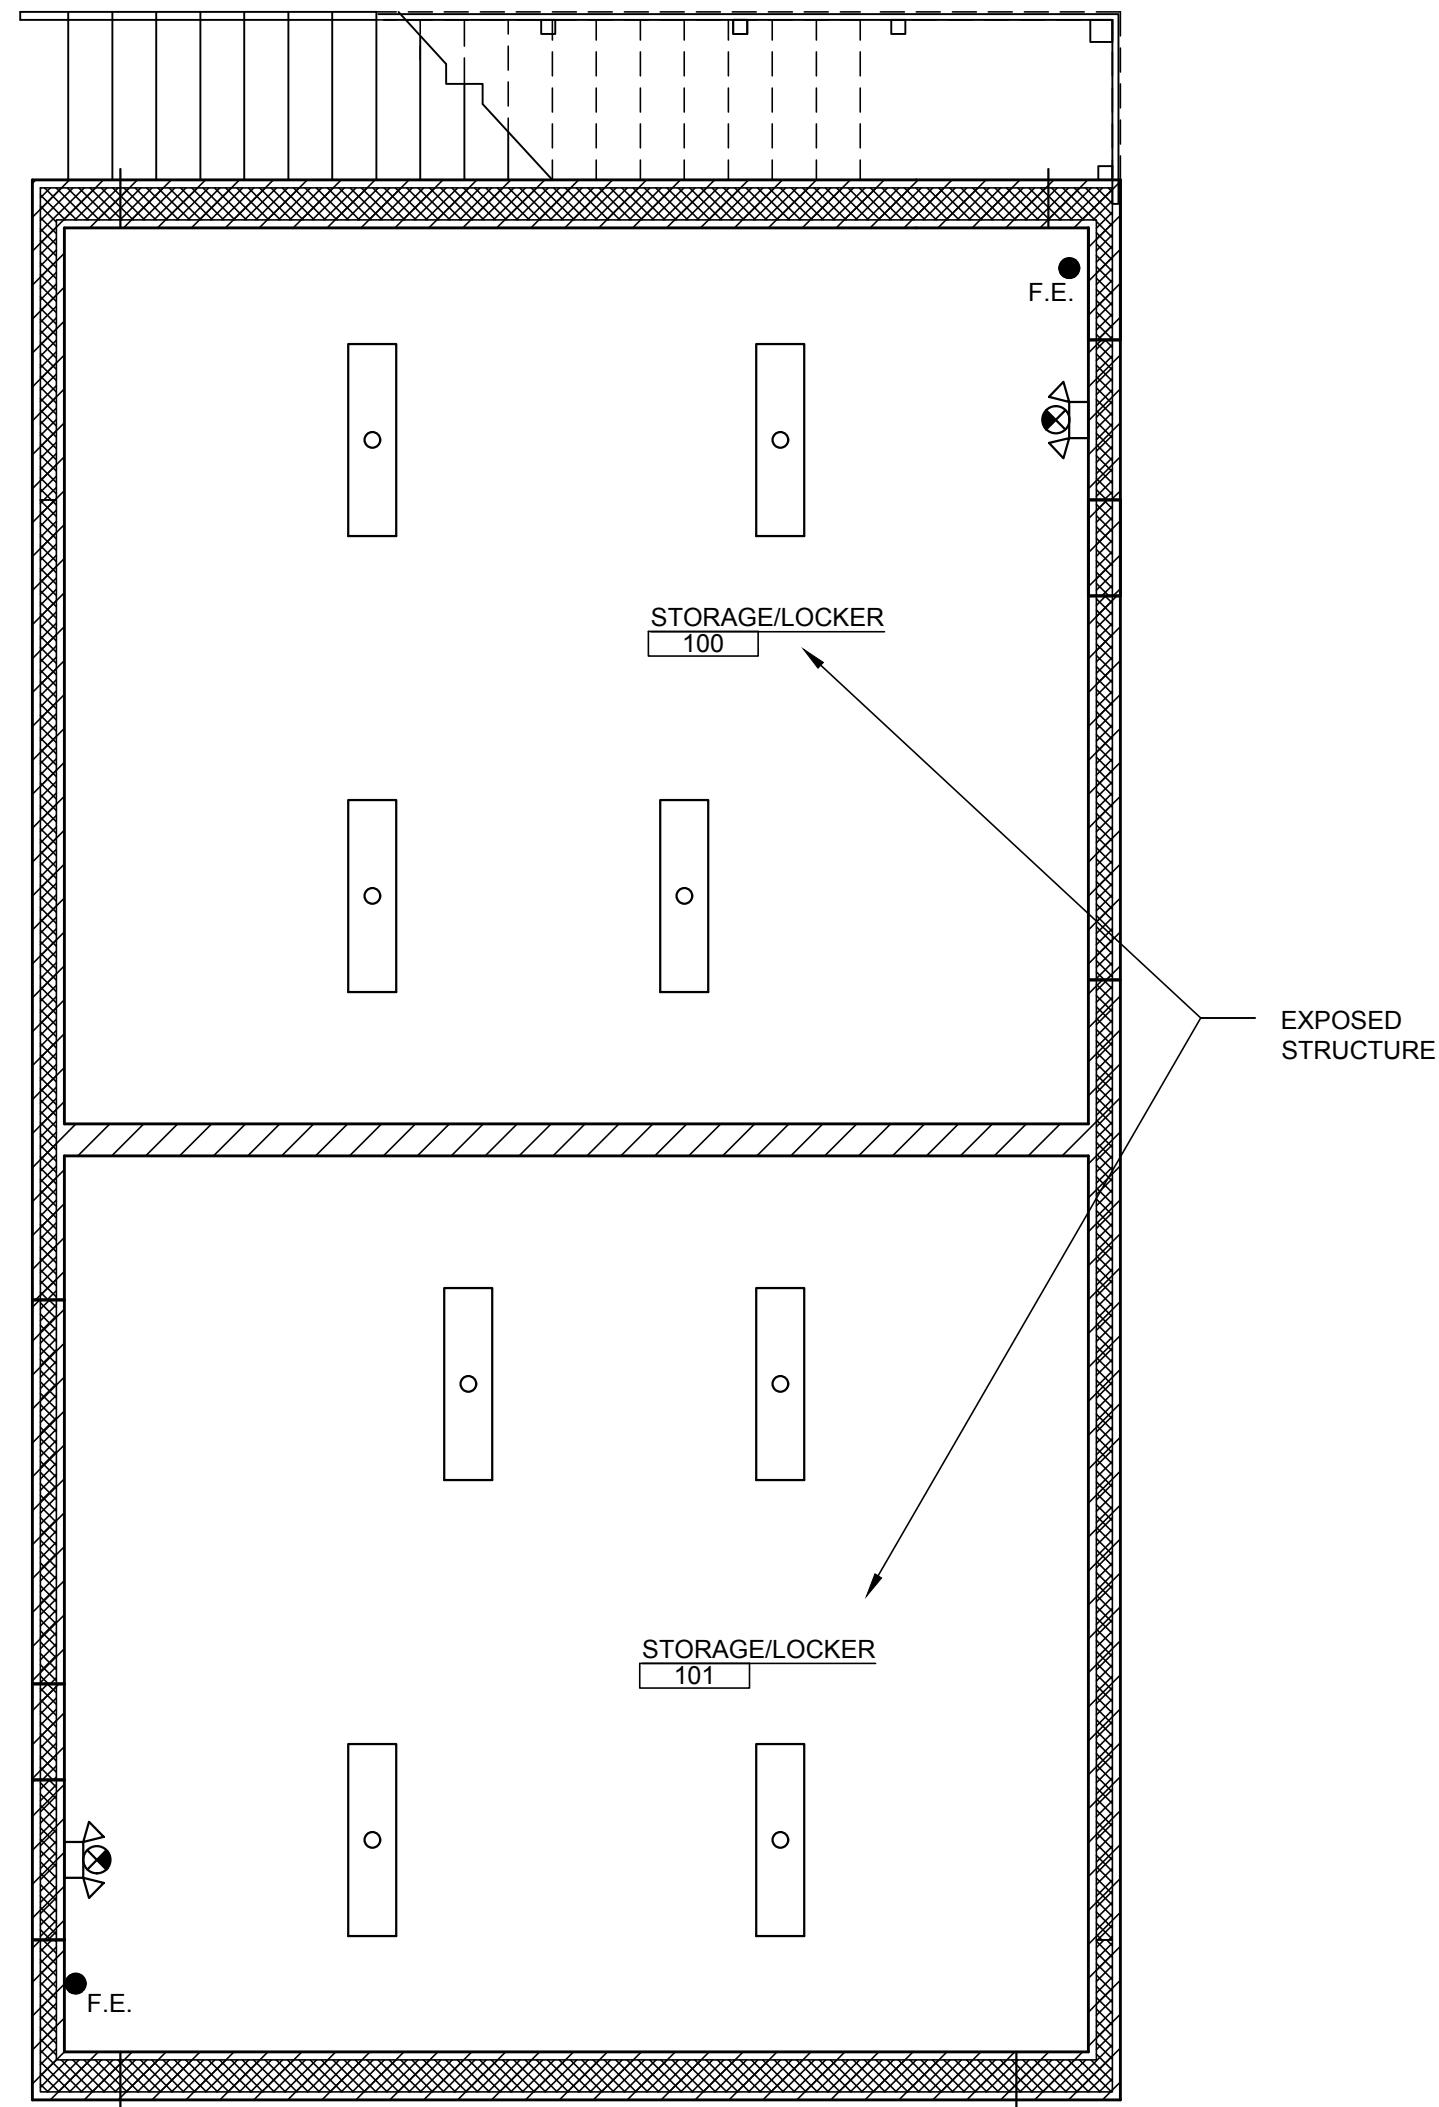 F.E.
STORAGE/LOCKER
100
EXPOSED
STRUCTURE
STORAGE/LOCKER
101
F.E.